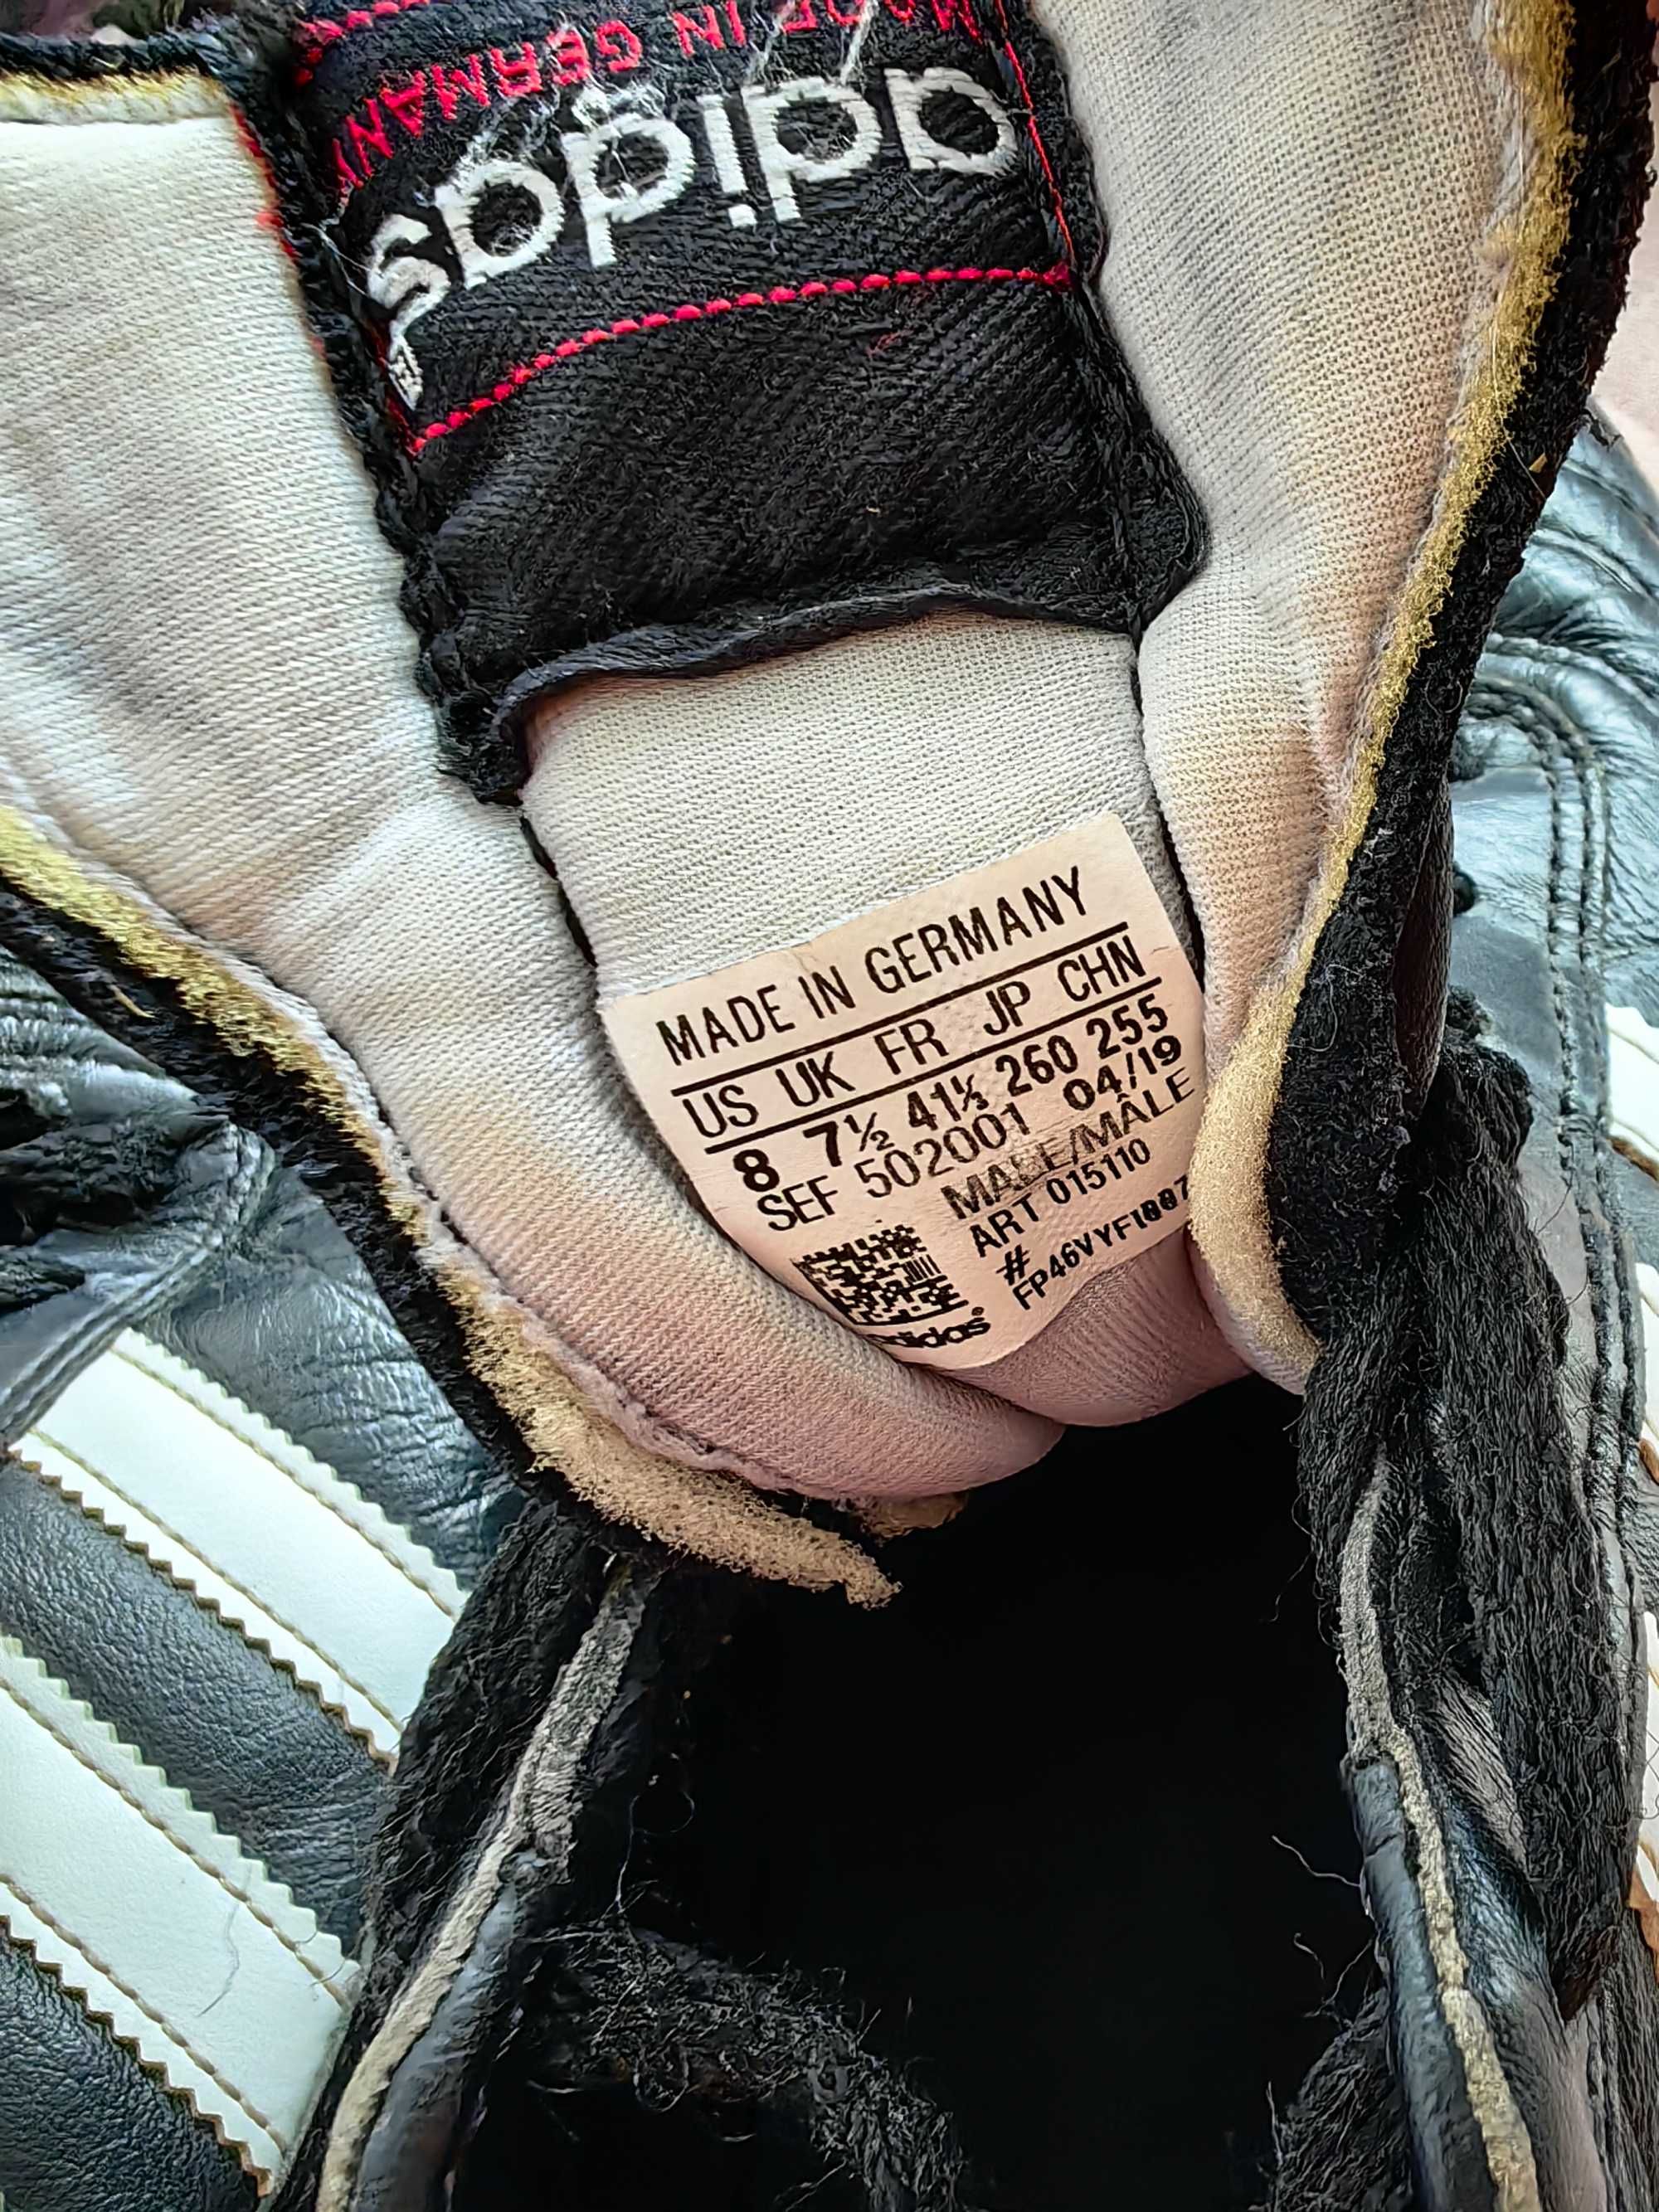 MADE IN GERMANY
adidas
MADE IN GERMANY
US UK FR JP CHN
8 7½ 41⅓ 260 255
SEF 502001 04/19
MALE/MÂLE
ART 015110
#
adidas®